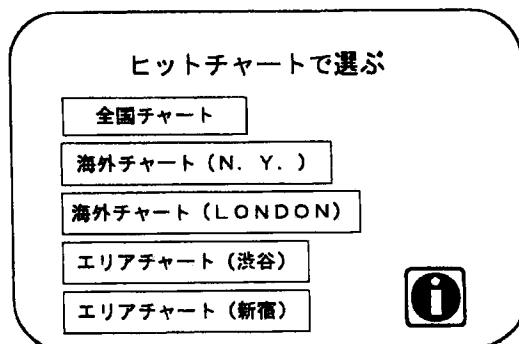 ヒットチャートで選ぶ
全国チャート
海外チャート(N. Y. )
海外チャート(LONDON)
エリアチャート(渋谷)
エリアチャート(新宿)
i